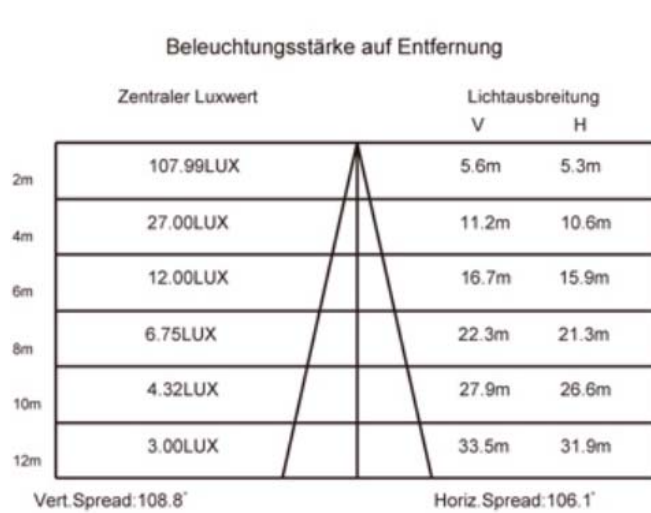 Beleuchtungsstärke auf Entfernung
Zentraler Luxwert Lichtausbreitung
V H
2m 107.99LUX 5.6m 5.3m
4m 27.00LUX 11.2m 10.6m
6m 12.00LUX 16.7m 15.9m
8m 6.75LUX 22.3m 21.3m
10m 4.32LUX 27.9m 26.6m
12m 3.00LUX 33.5m 31.9m
Vert.Spread:108.8° Horiz.Spread:106.1°